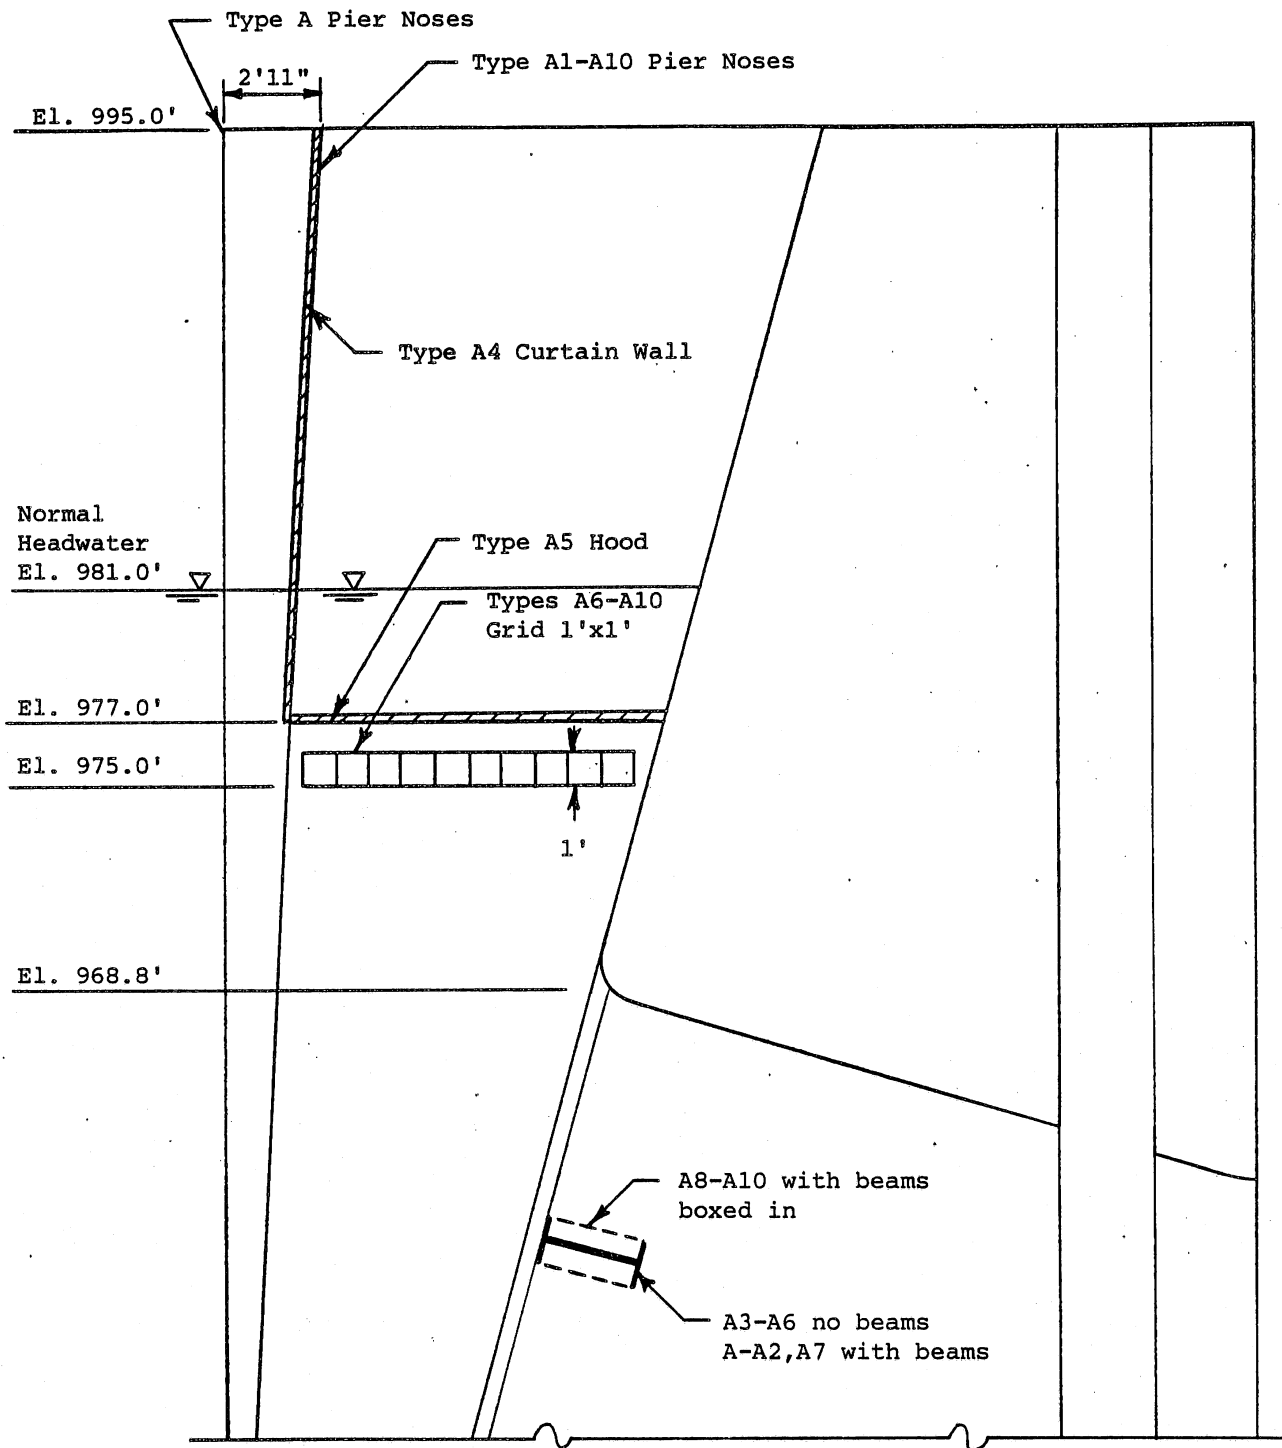 Type A Pier Noses
Type A1-A10 Pier Noses
2'11"
El. 995.0'
Type A4 Curtain Wall
Normal
Headwater
El. 981.0'
Type A5 Hood
Types A6-A10
Grid 1'x1'
El. 977.0'
El. 975.0'
1'
El. 968.8'
A8-A10 with beams
boxed in
A3-A6 no beams
A-A2,A7 with beams